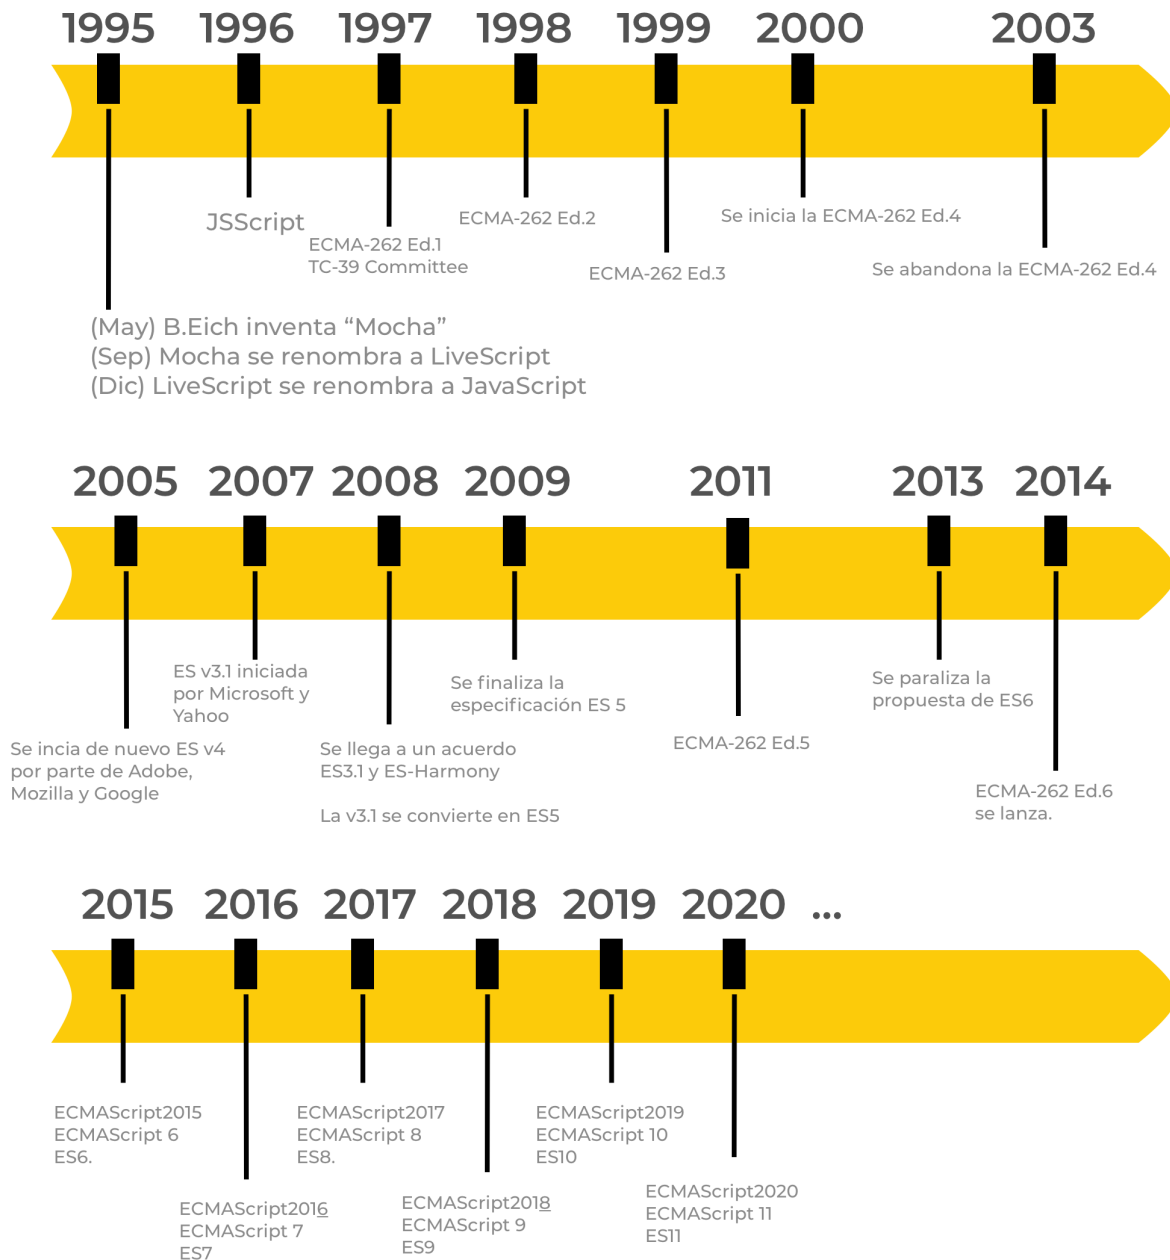 1995 1996 1997 1998 1999 2000 2003
JSScript
ECMA-262 Ed.1
TC-39 Committee
ECMA-262 Ed.2
ECMA-262 Ed.3
Se inicia la ECMA-262 Ed.4
Se abandona la ECMA-262 Ed.4
(May) B.Eich inventa “Mocha”
(Sep) Mocha se renombra a LiveScript
(Dic) LiveScript se renombra a JavaScript
2005 2007 2008 2009 2011 2013 2014
Se incia de nuevo ES v4
por parte de Adobe,
Mozilla y Google
ES v3.1 iniciada
por Microsoft y
Yahoo
Se llega a un acuerdo
ES3.1 y ES-Harmony
La v3.1 se convierte en ES5
Se finaliza la
especificación ES 5
ECMA-262 Ed.5
Se paraliza la
propuesta de ES6
ECMA-262 Ed.6
se lanza.
2015 2016 2017 2018 2019 2020 ...
ECMAScript2015
ECMAScript 6
ES6.
ECMAScript2016
ECMAScript 7
ES7
ECMAScript2017
ECMAScript 8
ES8.
ECMAScript2018
ECMAScript 9
ES9
ECMAScript2019
ECMAScript 10
ES10
ECMAScript2020
ECMAScript 11
ES11